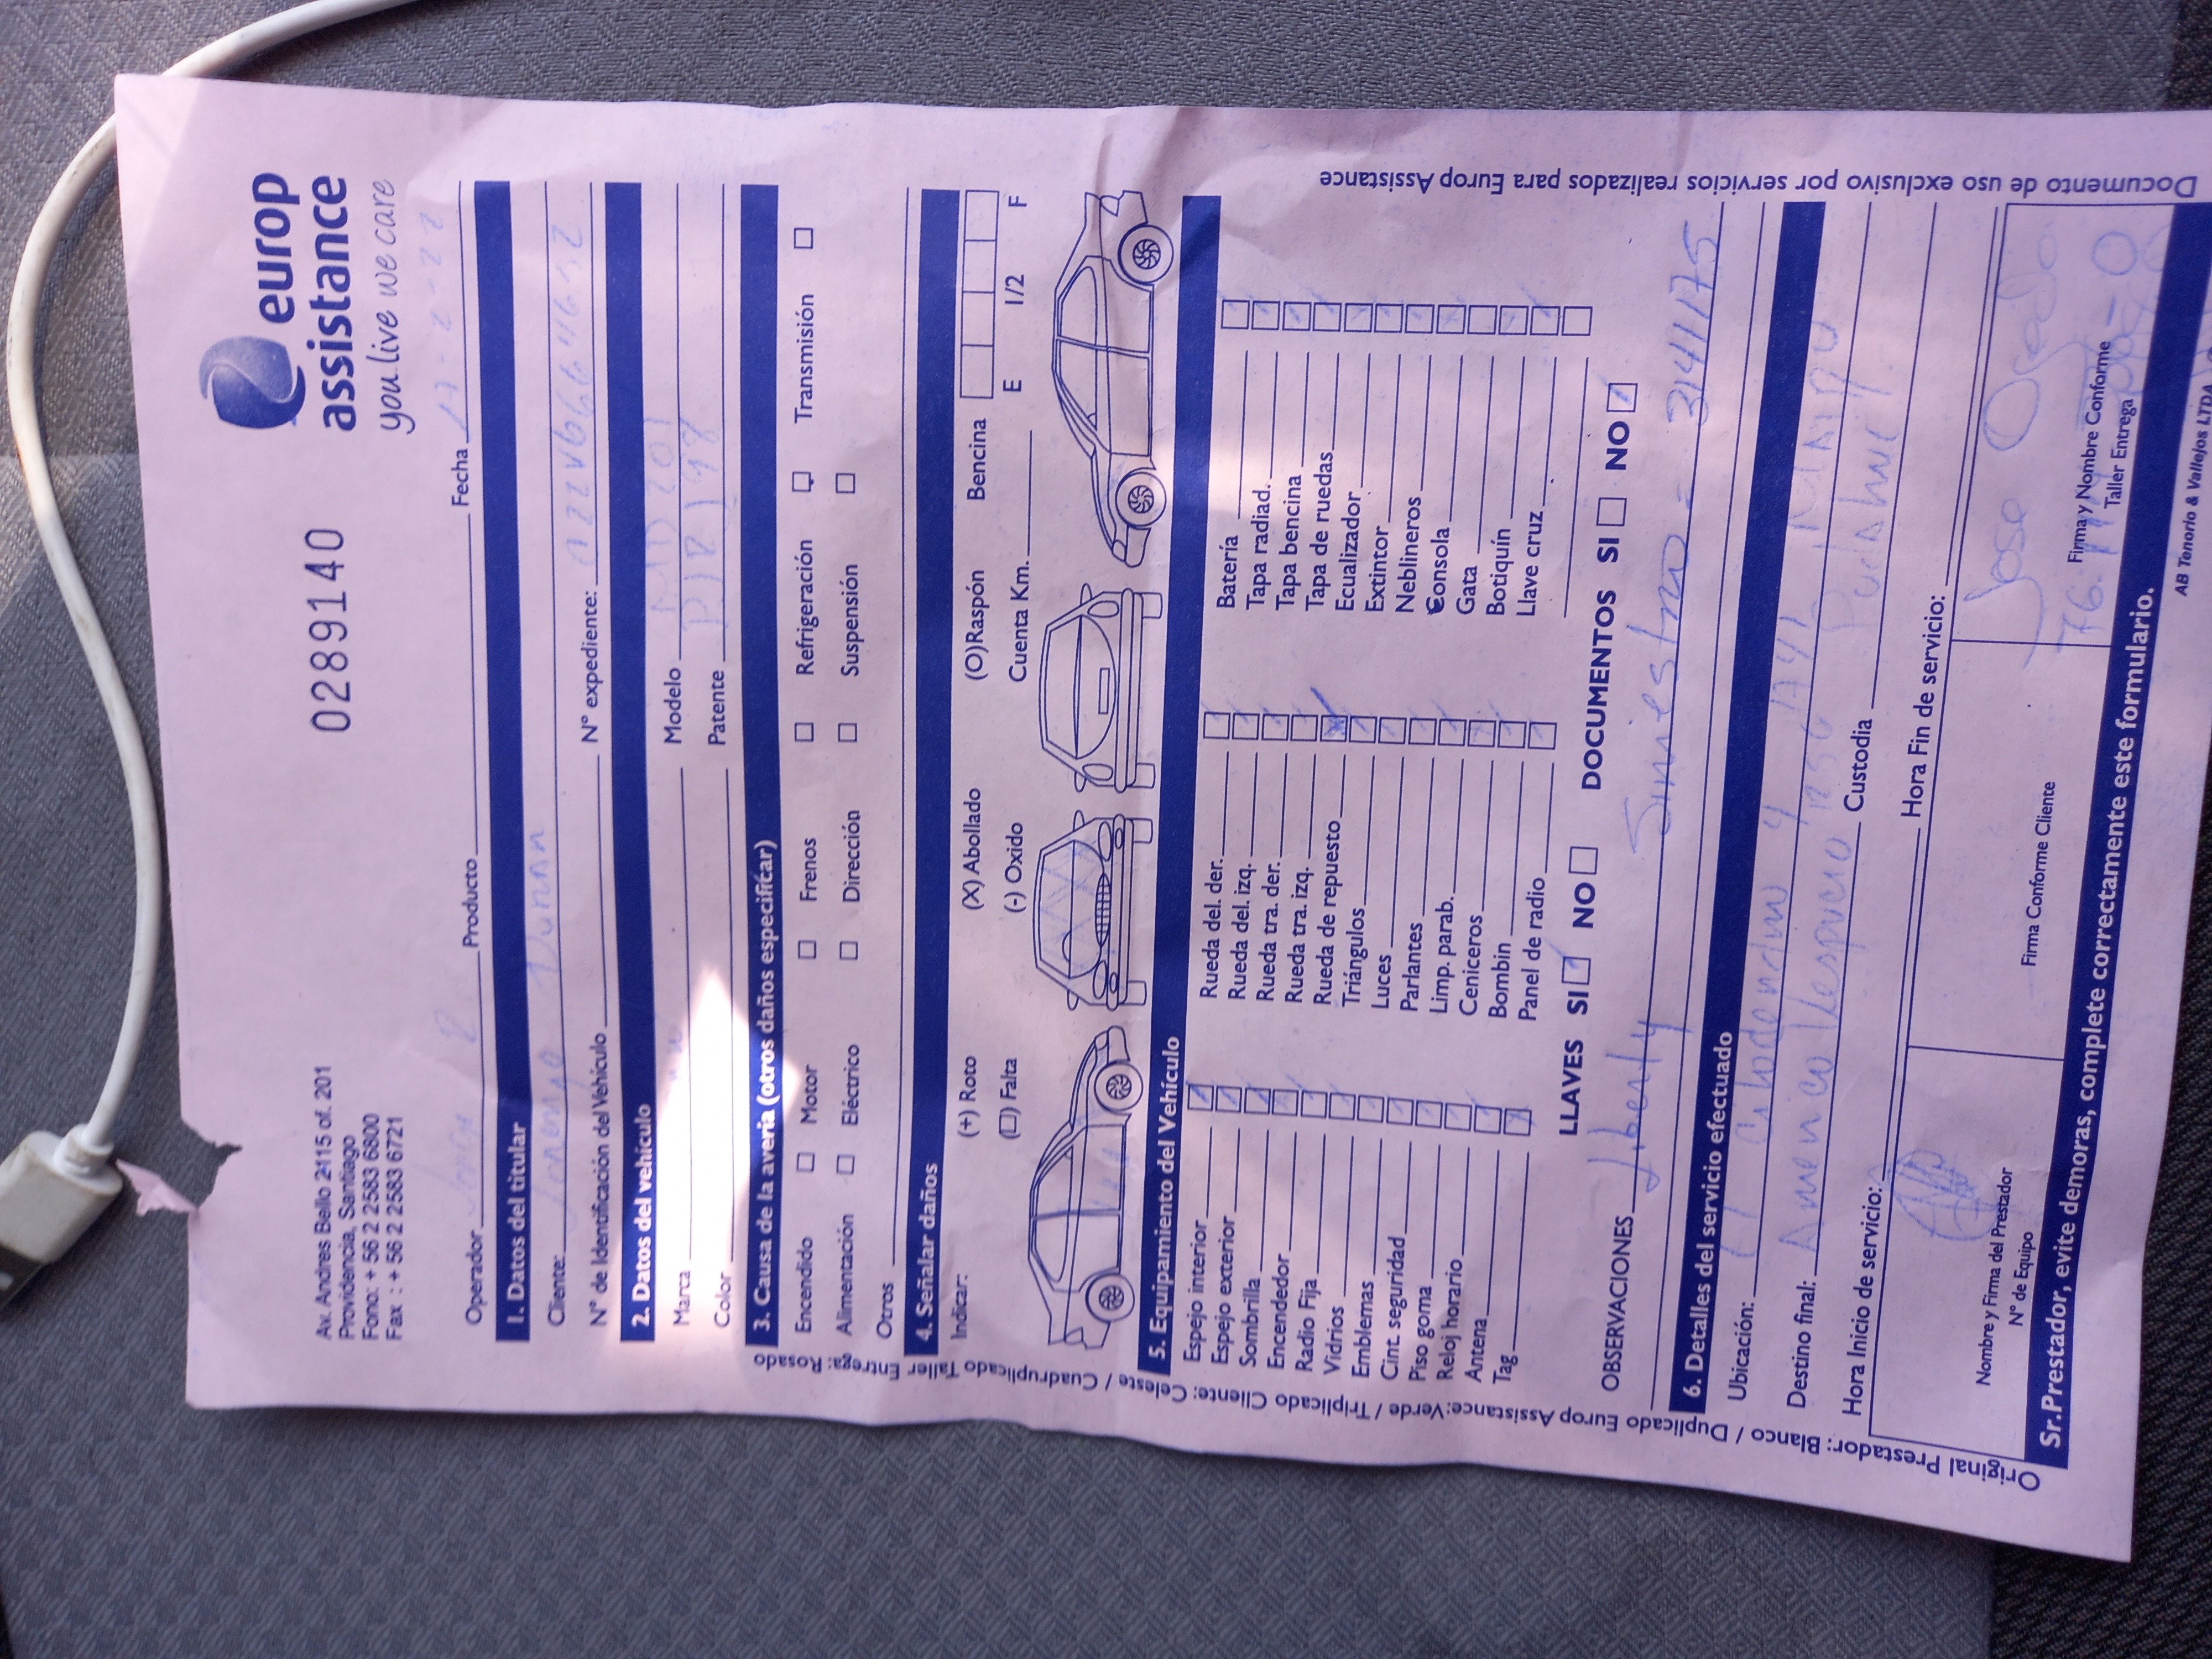 europ
assistance
you live we care
Av. Andres Bello 2115 of. 201
Providencia, Santiago
Fono: + 56 2 2583 6800
Fax : + 56 2 2583 6721
0289140
Operador Producto Fecha
1. Datos del titular
Cliente:
N° de Identificación del Vehículo N° expediente:
2. Datos del vehículo
Marca Modelo
Color Patente
3. Causa de la avería (otros daños especificar)
Encendido Motor Frenos Refrigeración Transmisión
Alimentación Eléctrico Dirección Suspensión
Otros
4. Señalar daños
Indicar: (+) Roto (X) Abollado (O)Raspón Bencina
(□) Falta (-) Oxido Cuenta Km. E 1/2 F
5. Equipamiento del Vehículo
Espejo interior Rueda del. der. Batería
Espejo exterior Rueda del. izq. Tapa radiad.
Sombrilla Rueda tra. der. Tapa bencina
Encendedor Rueda tra. izq. Tapa de ruedas
Radio Fija Rueda de repuesto Ecualizador
Vidrios Triángulos Extintor
Emblemas Luces Neblineros
Cint. seguridad Parlantes Consola
Piso goma Limp. parab. Gata
Reloj horario Ceniceros Botiquín
Antena Bombin Llave cruz
Tag Panel de radio
LLAVES SI NO DOCUMENTOS SI NO
OBSERVACIONES Liberty Siniestro = 3141175
6. Detalles del servicio efectuado
Ubicación:
Destino final: Americo Vespucio
Custodia
Hora Inicio de servicio: Hora Fin de servicio:
Jose
Nombre y Firma del Prestador
N° de Equipo
Firma Conforme Cliente
Firma y Nombre Conforme
Taller Entrega
Sr.Prestador, evite demoras, complete correctamente este formulario.
AB Tenorio & Vallejos LTDA
Original Prestador: Blanco / Duplicado Europ Assistance:Verde / Triplicado Cliente: Celeste / Cuadruplicado Taller Entrega: Rosado
Documento de uso exclusivo por servicios realizados para Europ Assistance